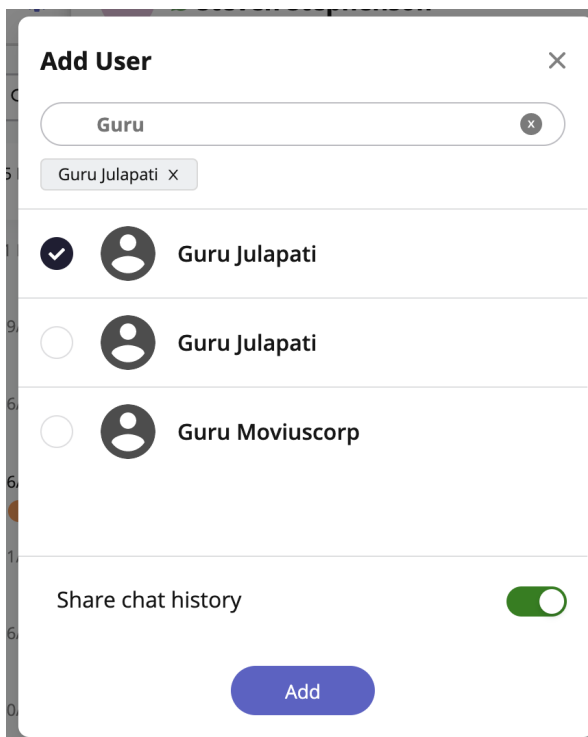 Add User
Guru
Guru Julapati X
Guru Julapati
Guru Julapati
Guru Moviuscorp
Share chat history
Add